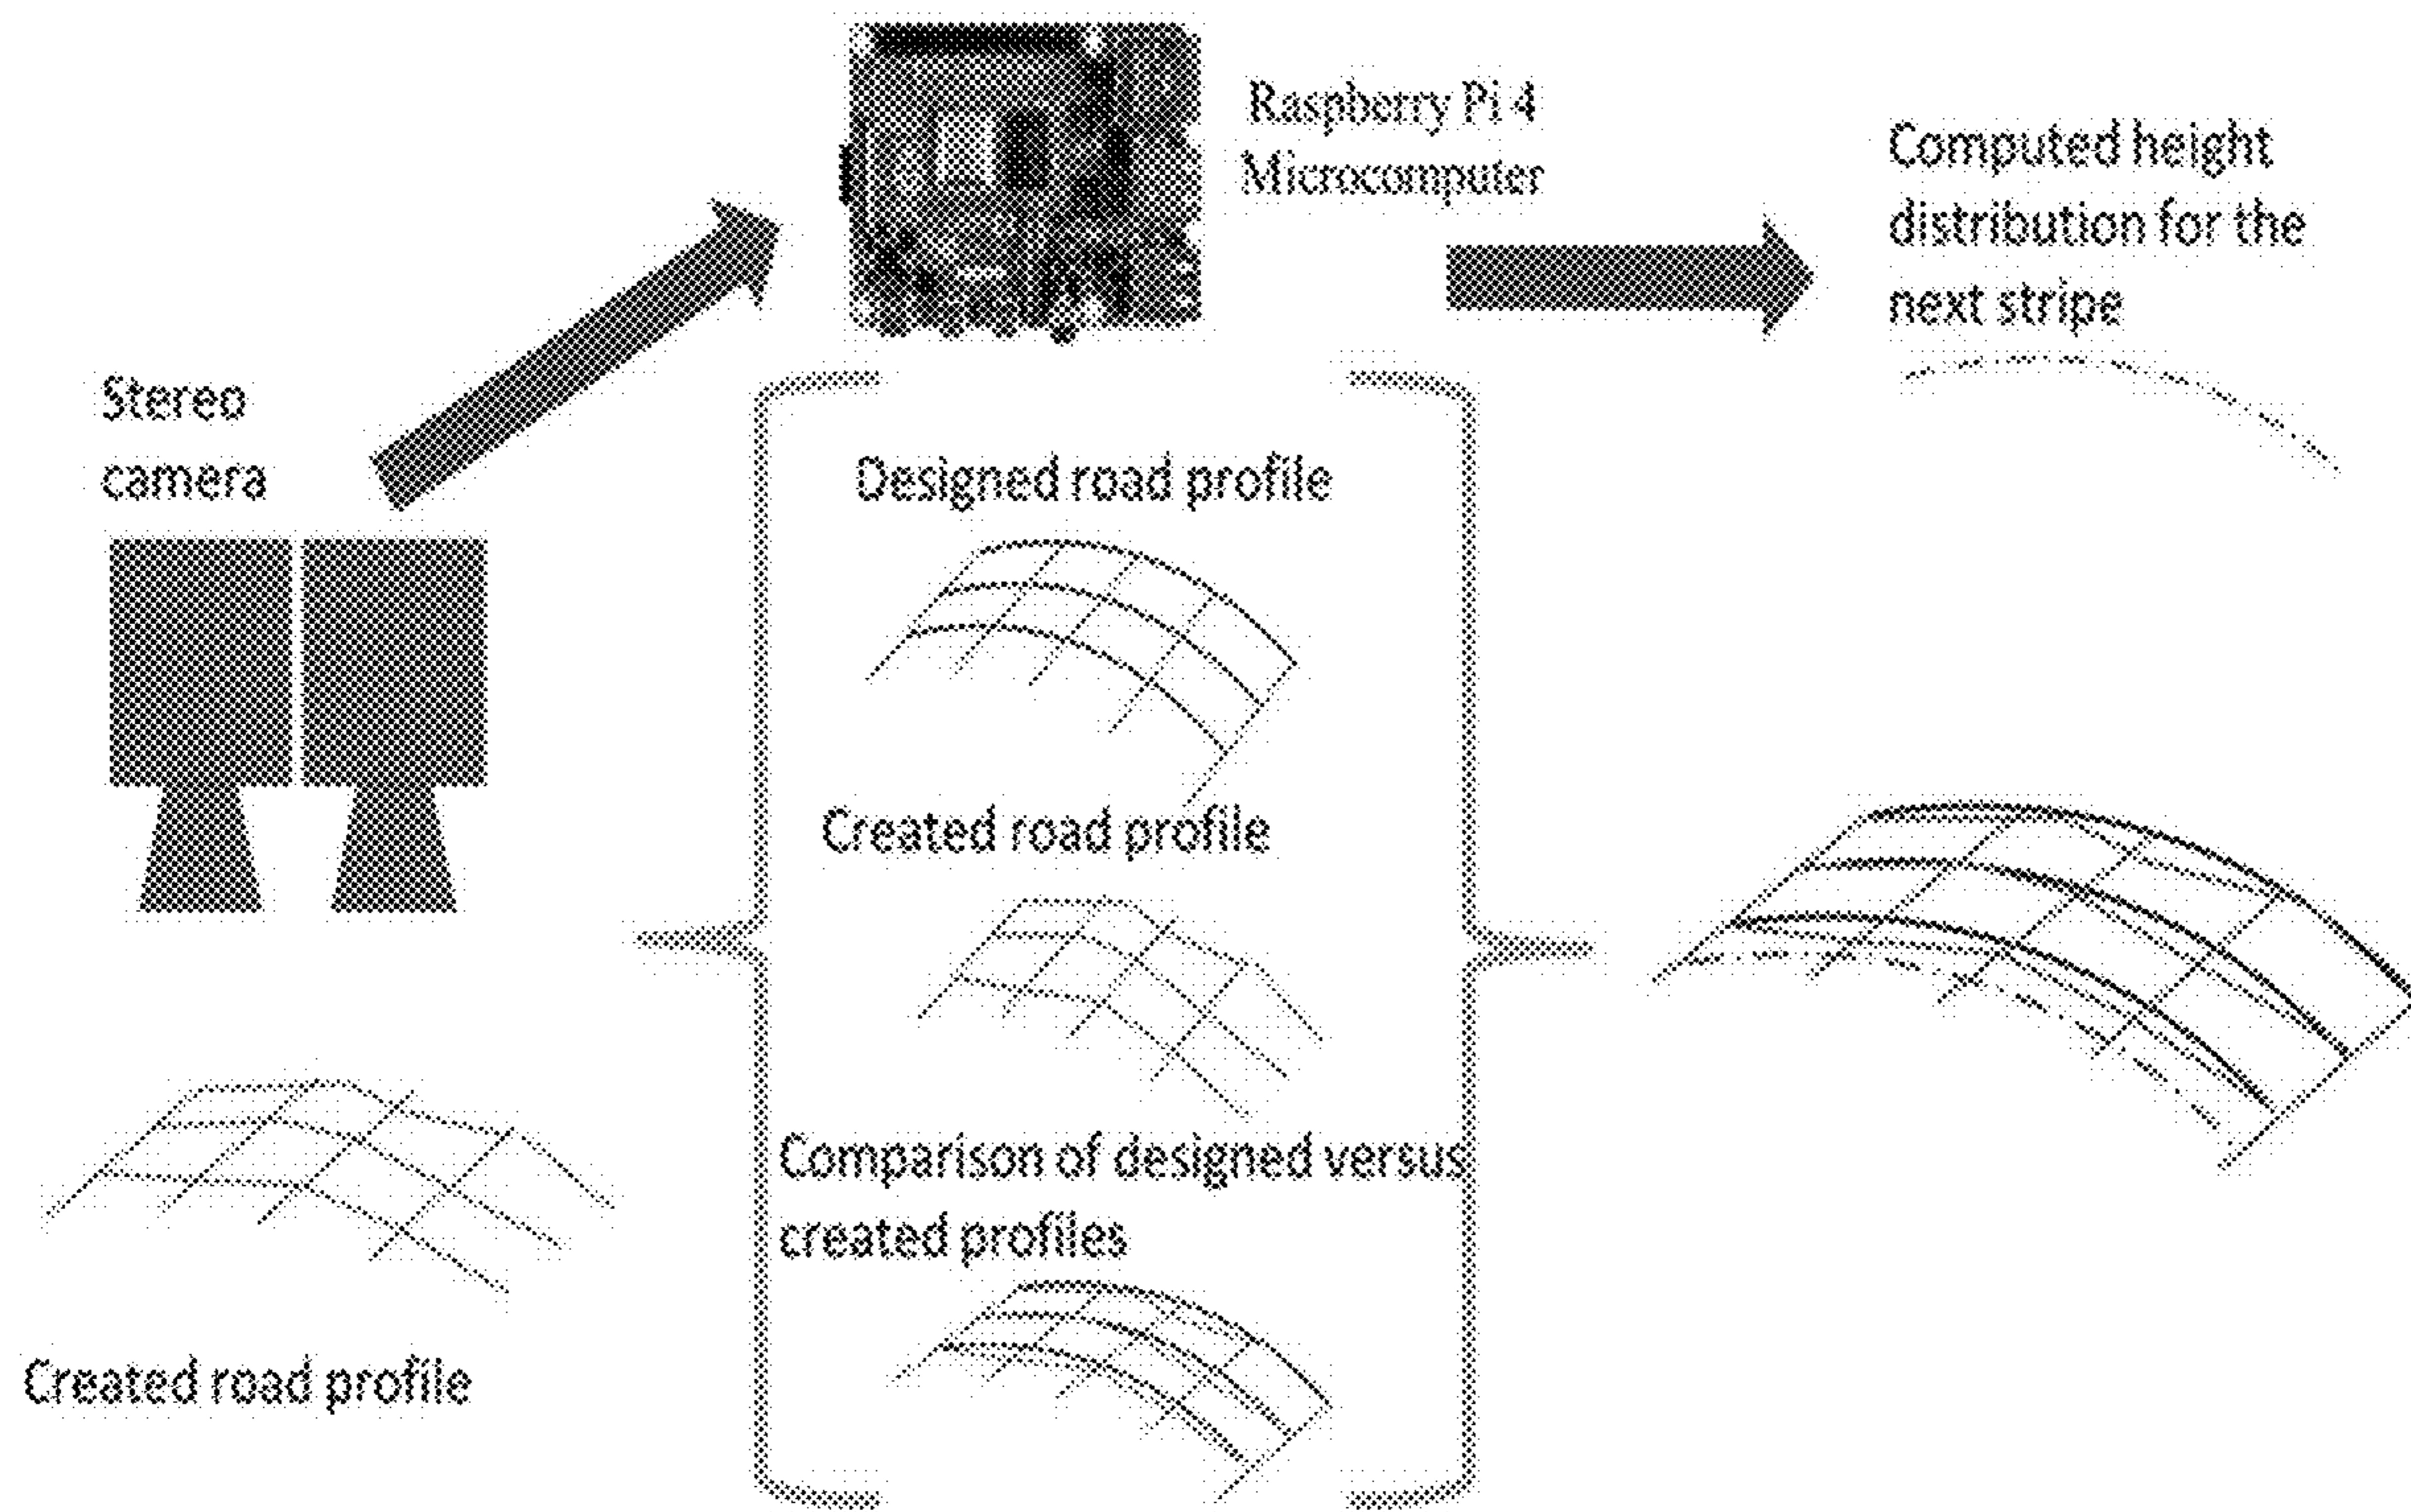 Raspberry Pi 4
Microcomputer
Computed height
distribution for the
next stripe
Stereo
camera
Designed road profile
Created road profile
Comparison of designed versus
created profiles
Created road profile